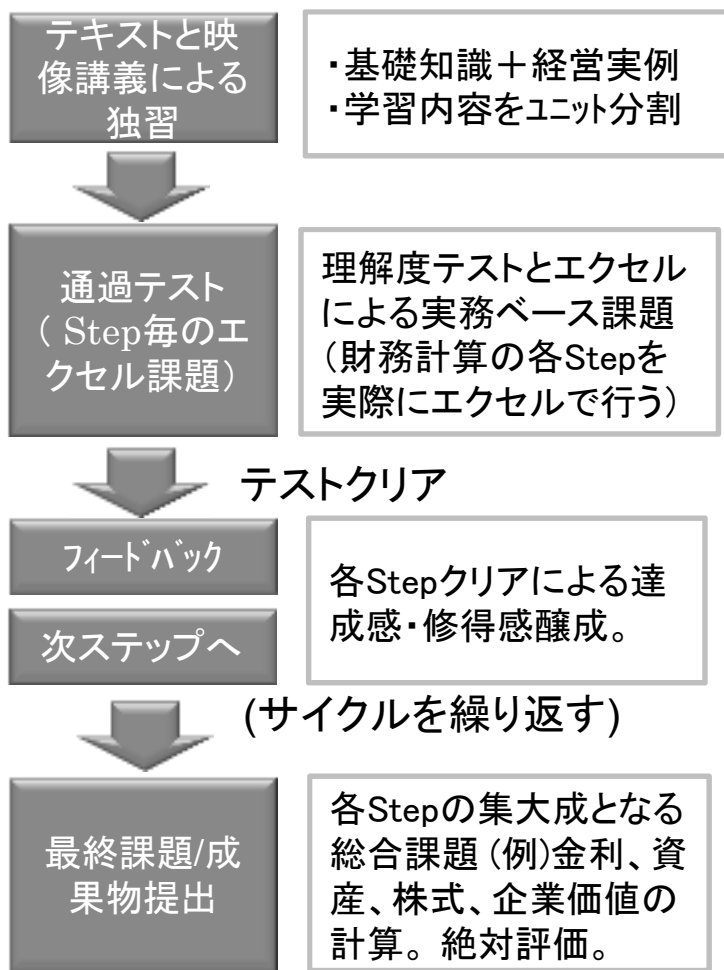 テキストと映
像講義による
独習
・基礎知識＋経営実例
・学習内容をﾕﾆｯﾄ分割
通過テスト
（ Step毎のエ
クセル課題）
理解度テストとエクセル
による実務ベース課題
（財務計算の各Stepを
実際にエクセルで行う）
テストクリア
ﾌｨｰﾄﾞﾊﾞｯｸ
次ステップへ
各Stepクリアによる達
成感・修得感醸成。
(サイクルを繰り返す)
最終課題/成
果物提出
各Stepの集大成となる
総合課題 (例)金利、資
産、株式、企業価値の
計算。絶対評価。